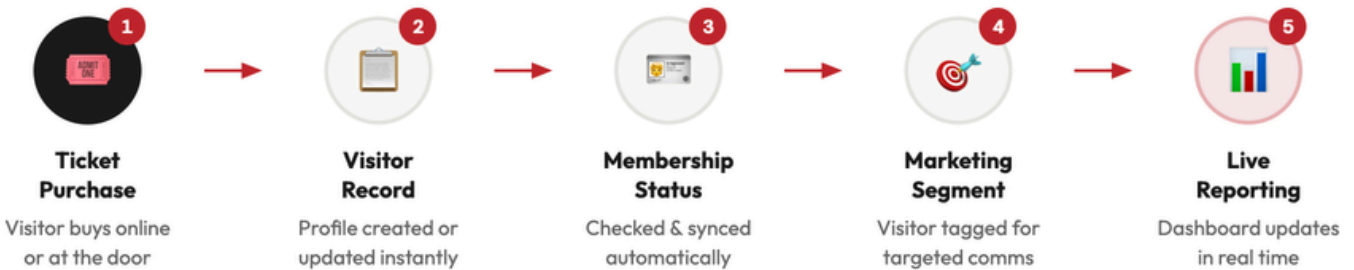 1
2
3
4
5
ADMIT
ONE
Ticket
Purchase
Visitor buys online
or at the door
Visitor
Record
Profile created or
updated instantly
Membership
Status
Checked & synced
automatically
Marketing
Segment
Visitor tagged for
targeted comms
Live
Reporting
Dashboard updates
in real time